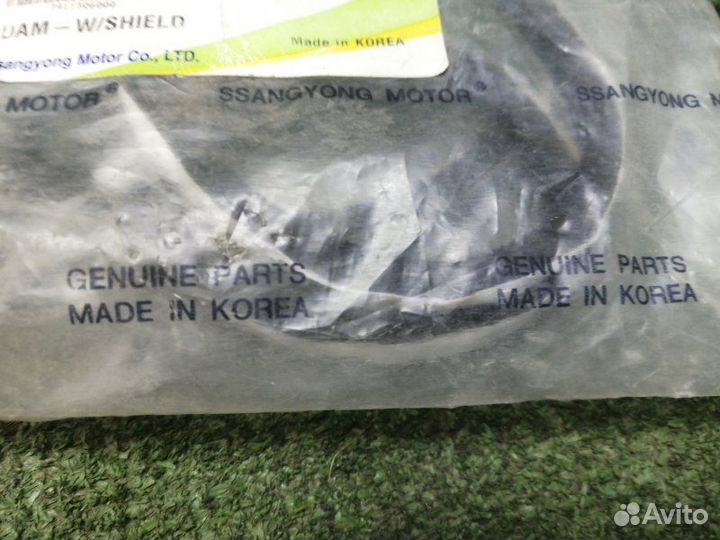 DAM - W/SHIELD
Ssangyong Motor Co., LTD.
Made in KOREA
MOTOR®
SSANGYONG MOTOR®
SSANGYONG M
GENUINE PARTS
MADE IN KOREA
GENUINE PARTS
MADE IN KOREA
Avito